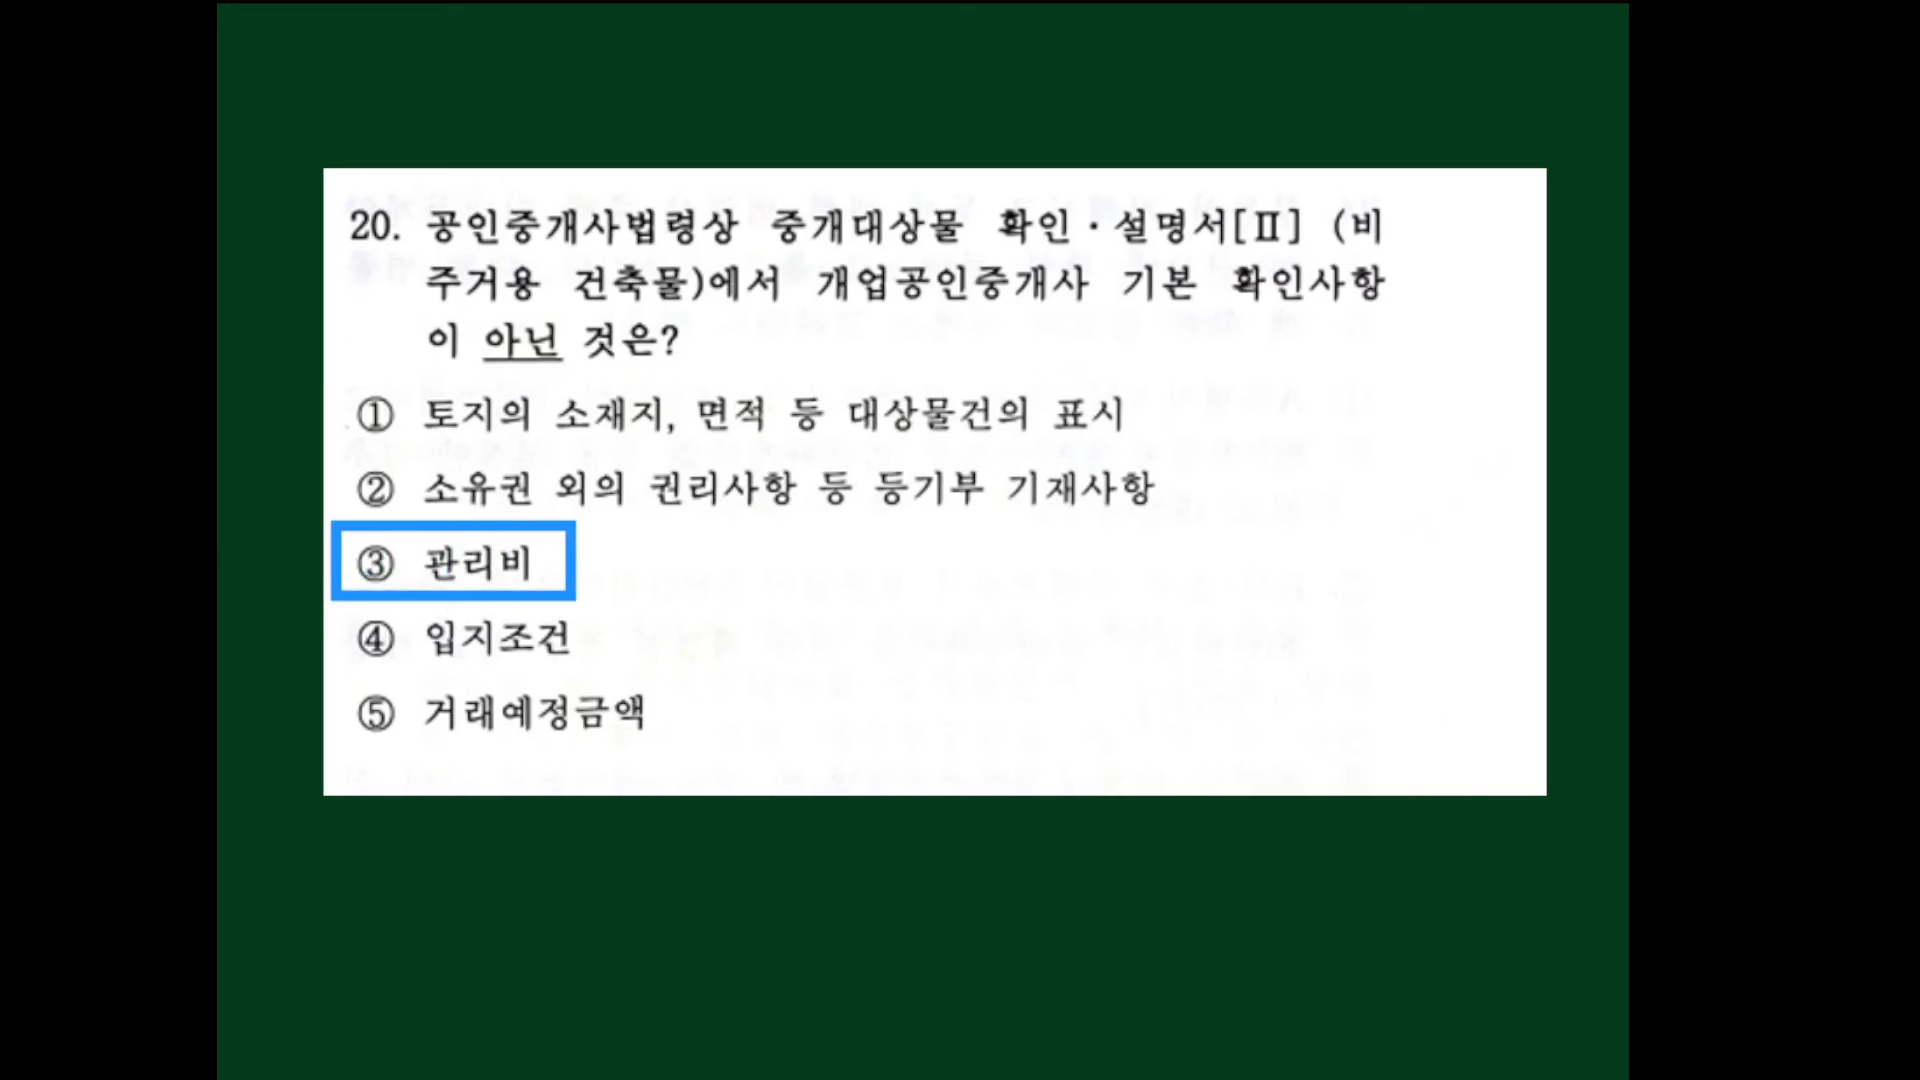 20. 공인중개사법령상 중개대상물 확인·설명서[Ⅱ] (비
주거용 건축물)에서 개업공인중개사 기본 확인사항
이 아닌 것은?
① 토지의 소재지, 면적 등 대상물건의 표시
② 소유권 외의 권리사항 등 등기부 기재사항
③ 관리비
④ 입지조건
⑤ 거래예정금액